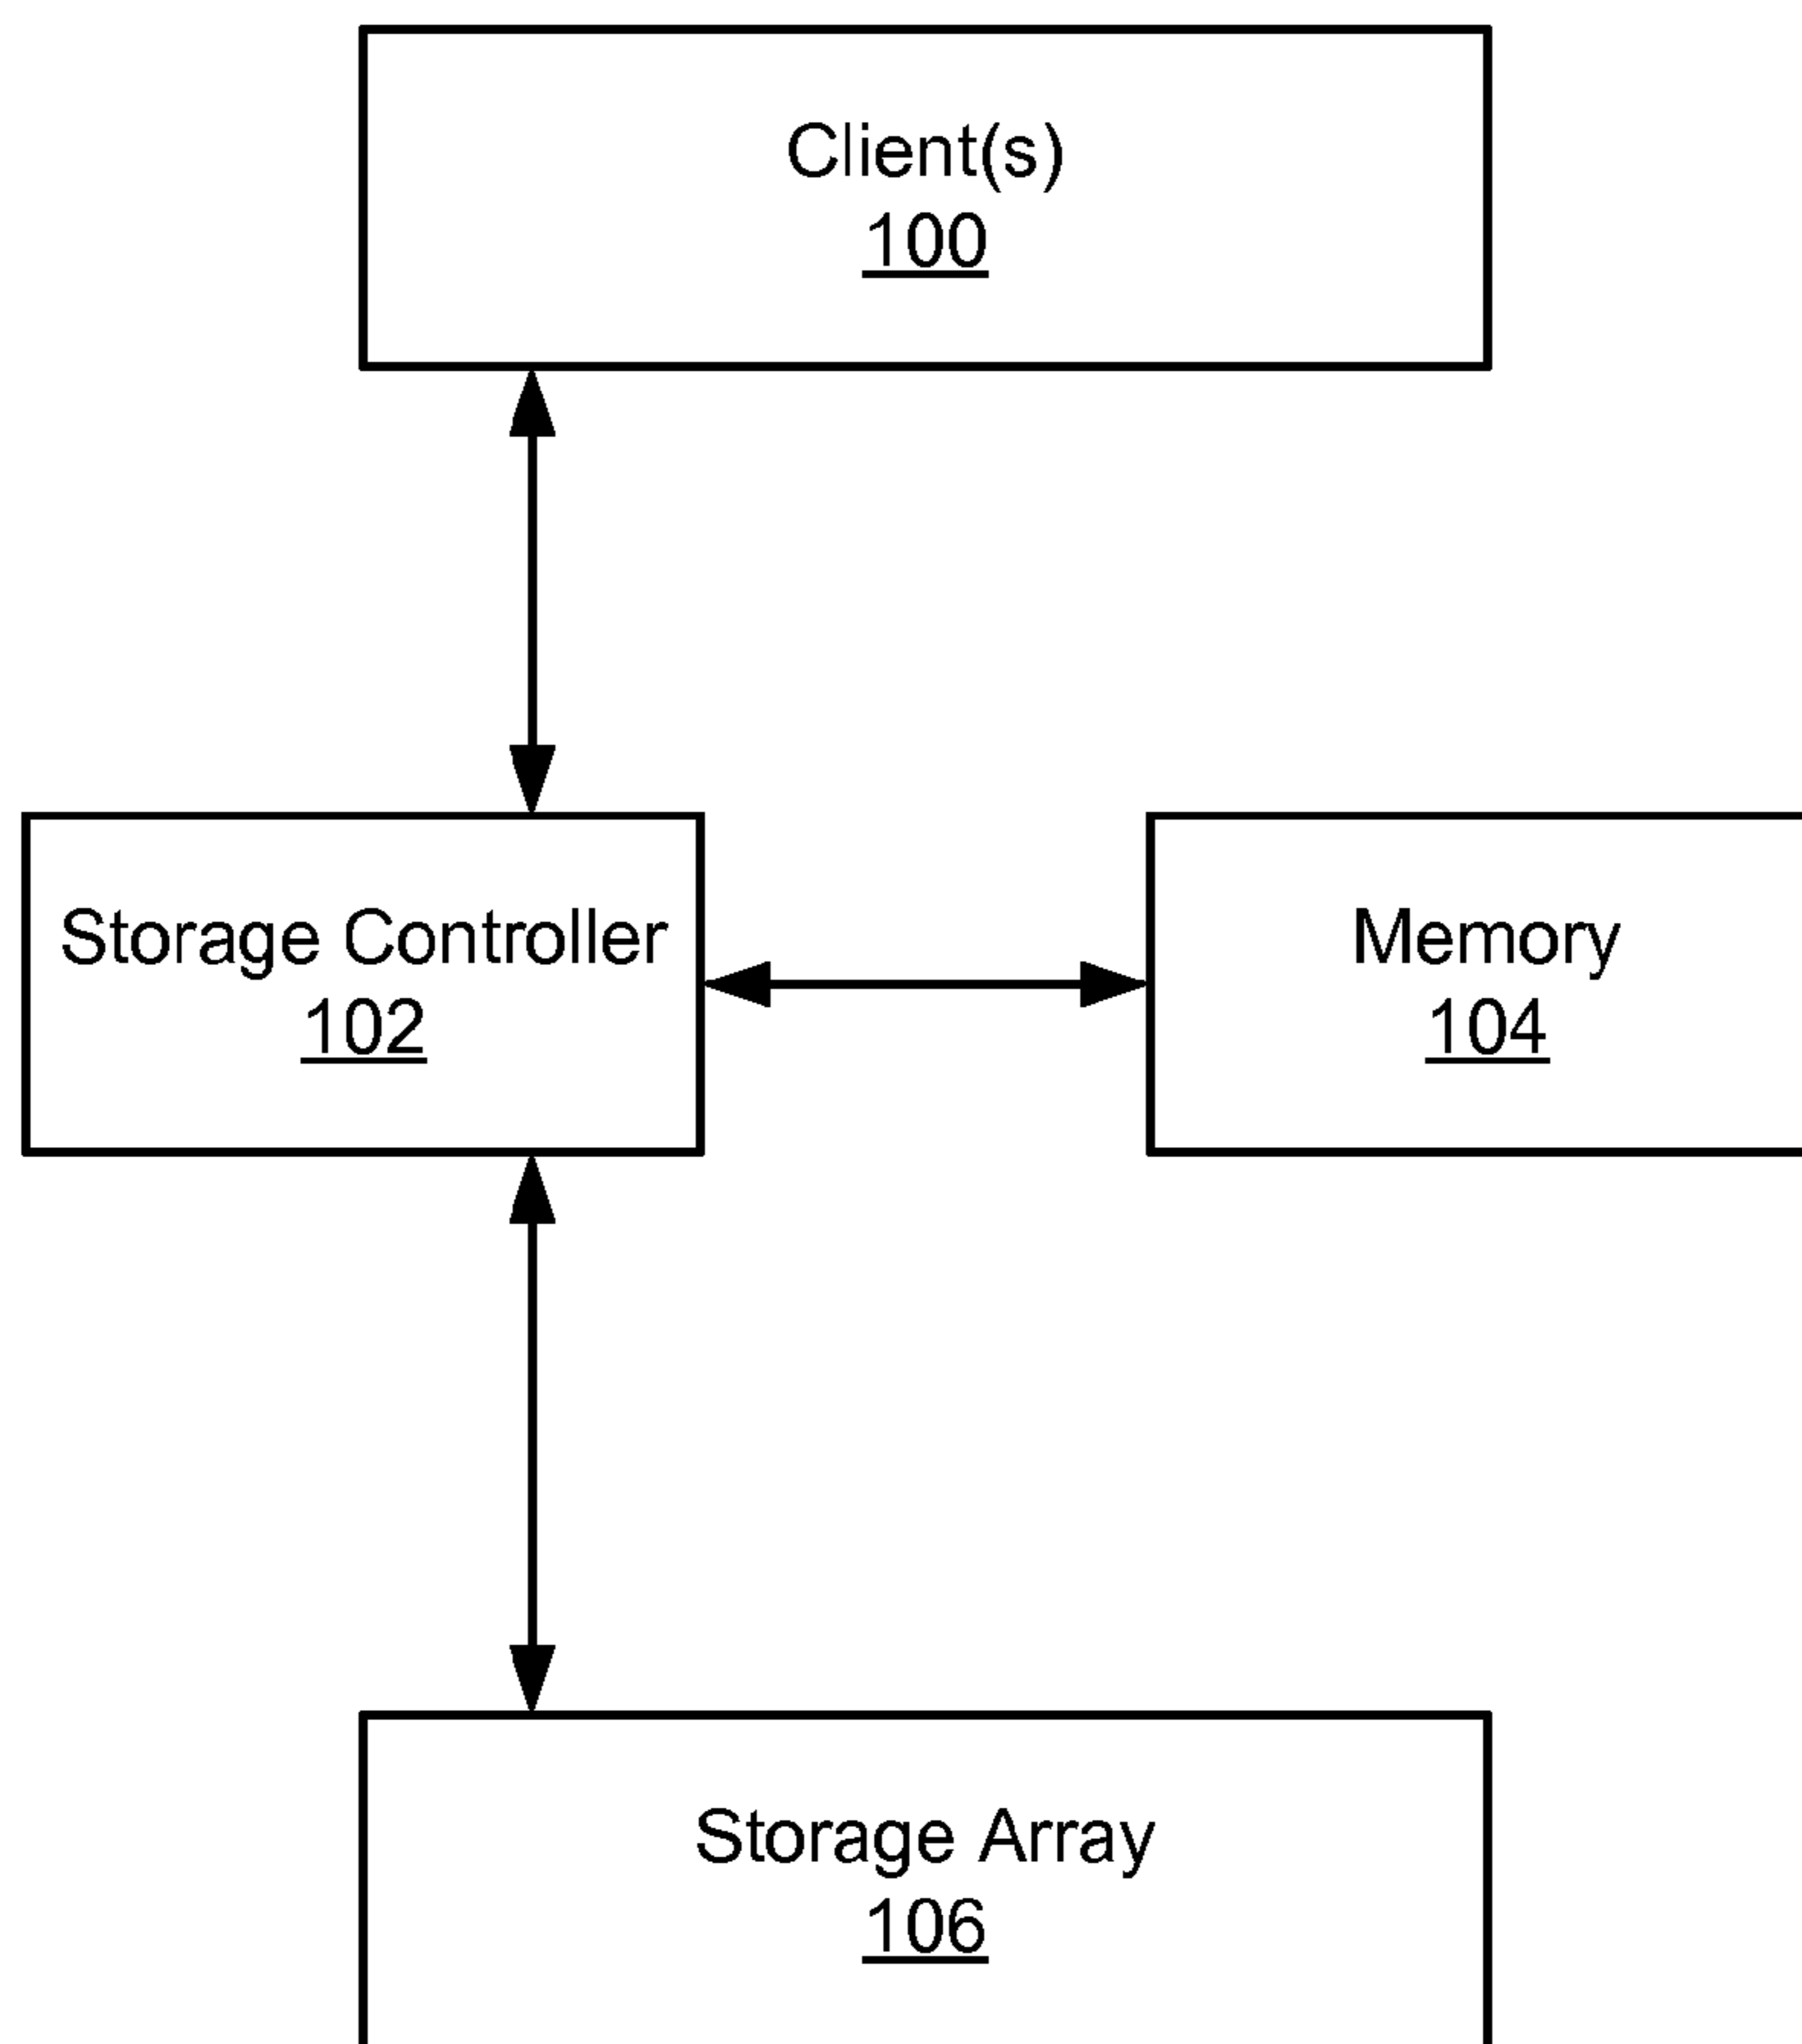 Client(s)
100
Storage Controller
102
Memory
104
Storage Array
106